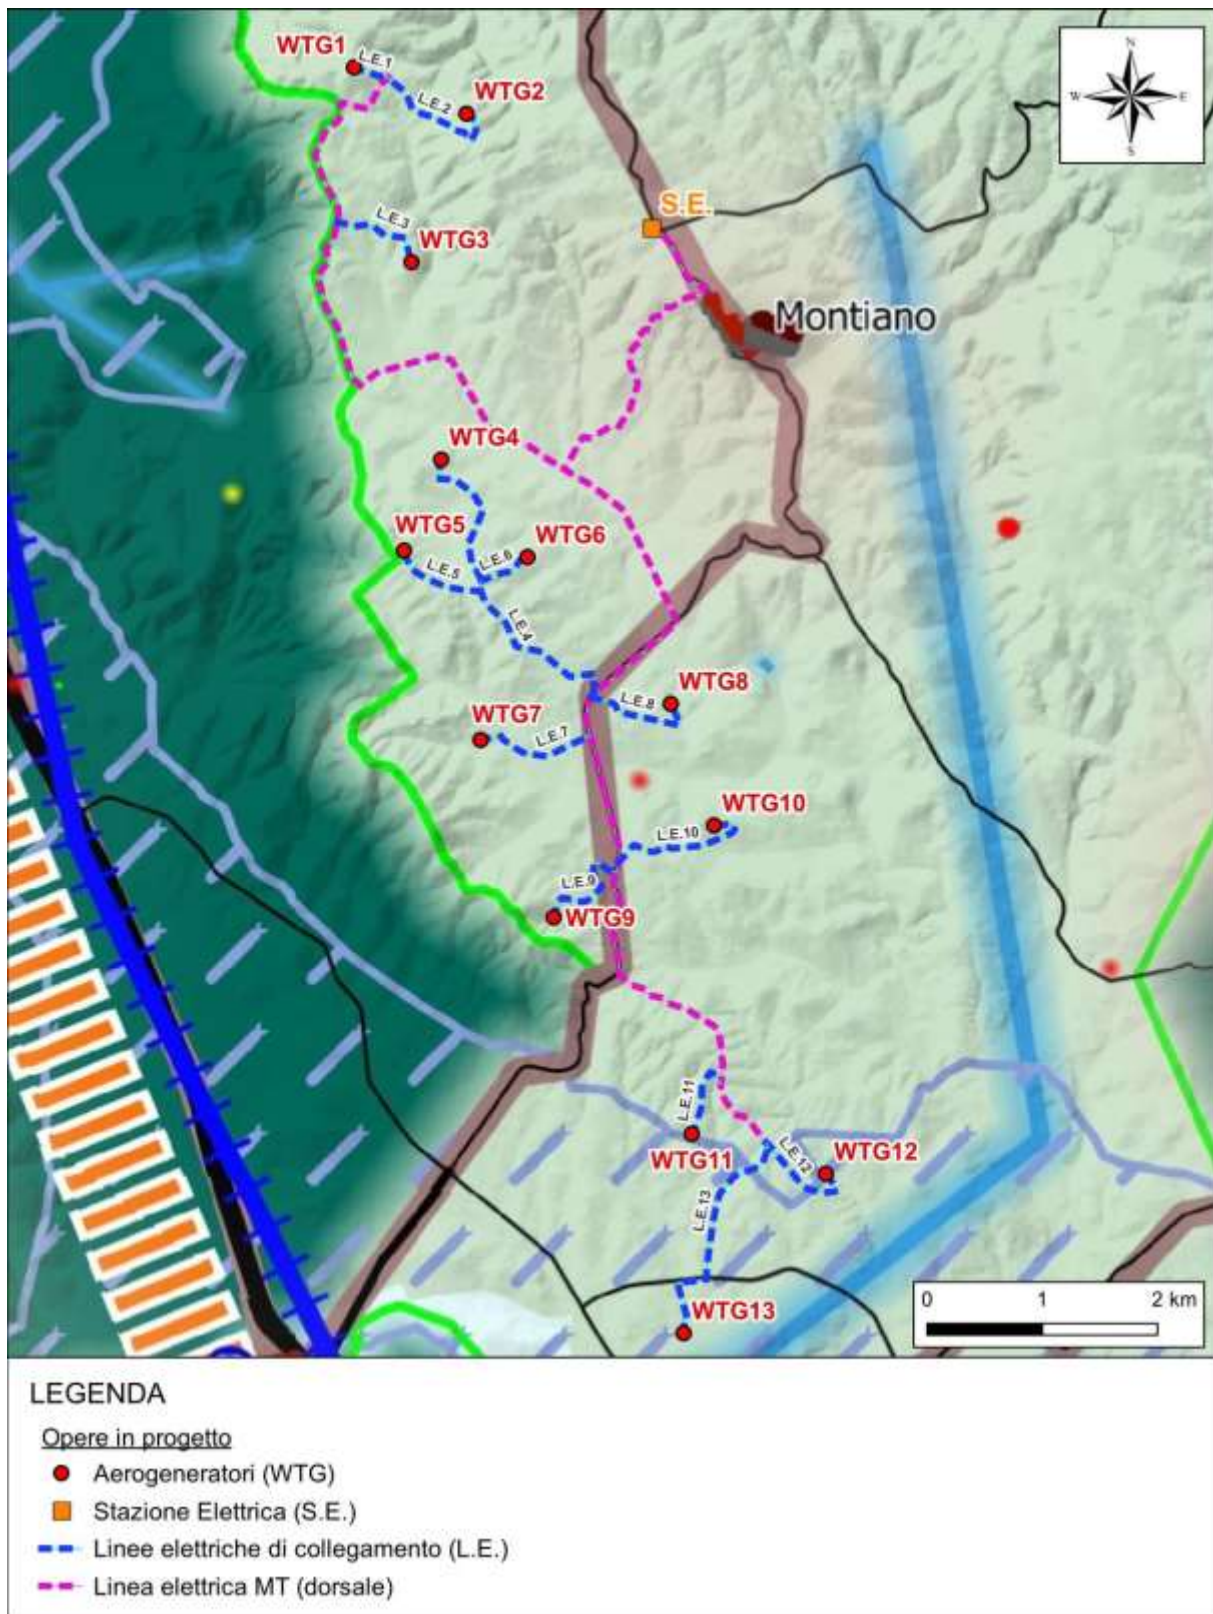 WTG1
L.E.1
WTG2
L.E.2
N
W
E
S
S.E.
L.E.3
WTG3
Montiano
WTG4
WTG5
WTG6
L.E.6
L.E.5
L.E.4
WTG8
L.E.8
WTG7
L.E.7
WTG10
L.E.10
L.E.9
WTG9
L.E.11
WTG11
L.E.12
WTG12
L.E.13
WTG13
0 1 2 km
LEGENDA
Opere in progetto
Aerogeneratori (WTG)
Stazione Elettrica (S.E.)
Linee elettriche di collegamento (L.E.)
Linea elettrica MT (dorsale)